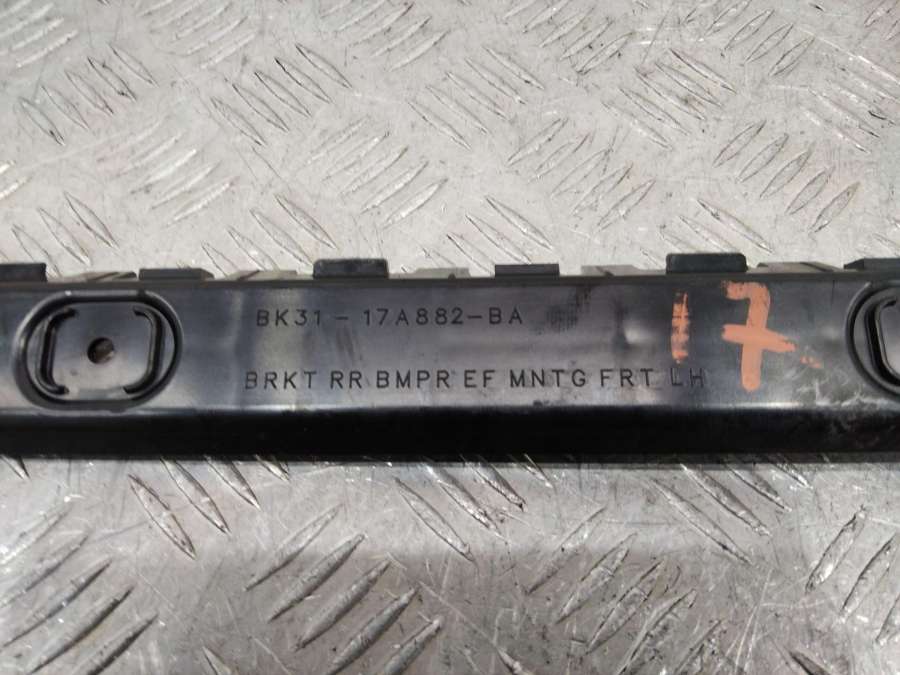 BK31-17A882-BA
BRKT RR BMPR EF MNTG FRT LH
17